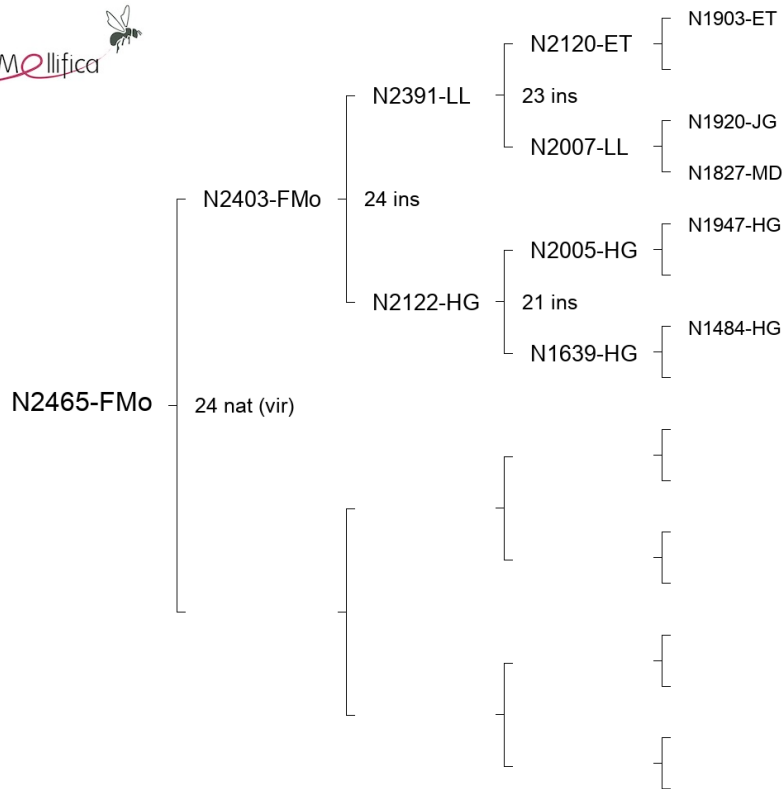 Mellifica
N1903-ET
N2120-ET
N2391-LL
23 ins
N1920-JG
N2007-LL
N1827-MD
N2403-FMo
24 ins
N1947-HG
N2005-HG
N2122-HG
21 ins
N1484-HG
N1639-HG
N2465-FMo
24 nat (vir)